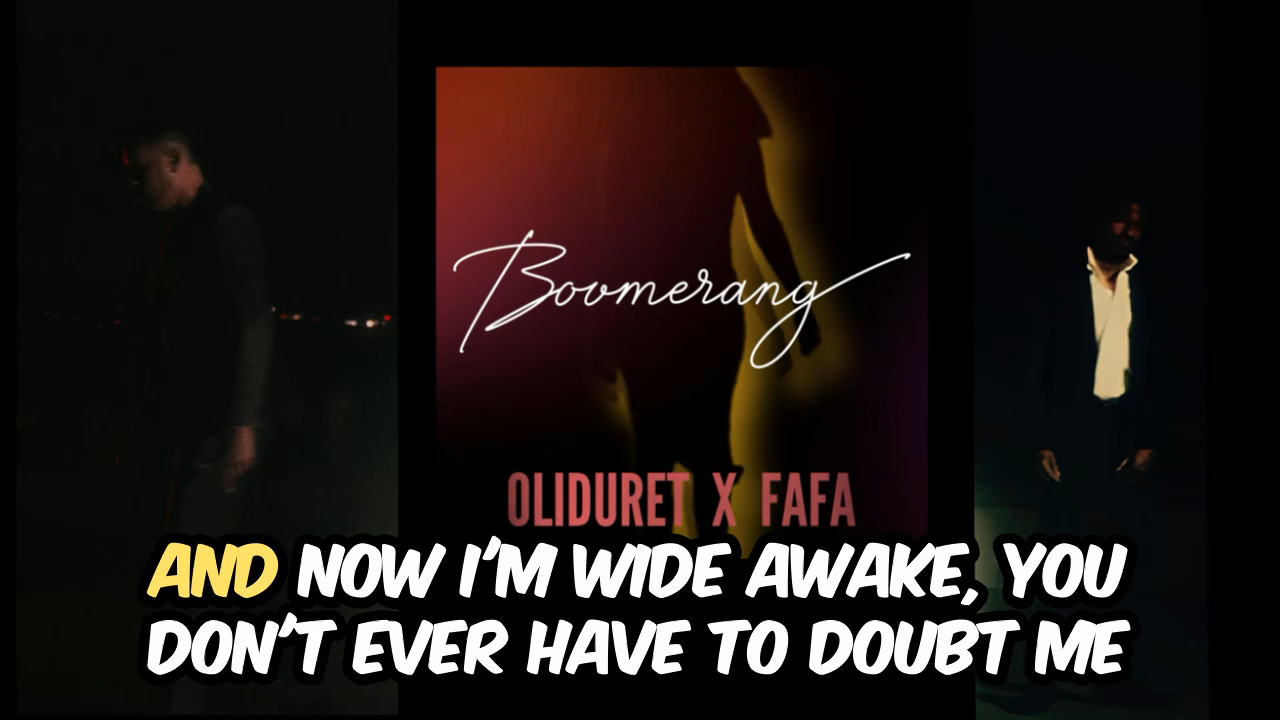 Boomerang
OLIDURET X FAFA
AND NOW I'M WIDE AWAKE, YOU
DON'T EVER HAVE TO DOUBT ME